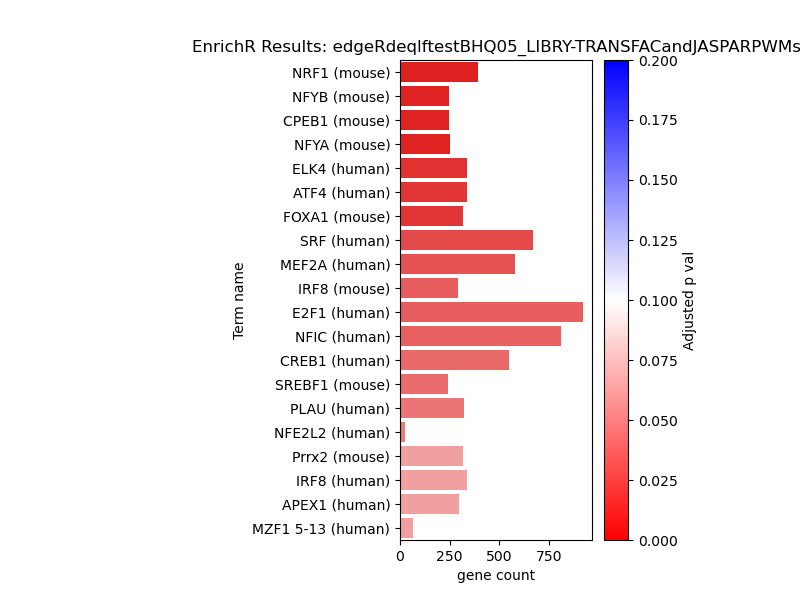 EnrichR Results: edgeRdeqlftestBHQ05_LIBRY-TRANSFACandJASPARPWMs
Term name
NRF1 (mouse)
NFYB (mouse)
CPEB1 (mouse)
NFYA (mouse)
ELK4 (human)
ATF4 (human)
FOXA1 (mouse)
SRF (human)
MEF2A (human)
IRF8 (mouse)
E2F1 (human)
NFIC (human)
CREB1 (human)
SREBF1 (mouse)
PLAU (human)
NFE2L2 (human)
Prrx2 (mouse)
IRF8 (human)
APEX1 (human)
MZF1 5-13 (human)
0 250 500 750
gene count
0.200
0.175
0.150
0.125
0.100
0.075
0.050
0.025
0.000
Adjusted p val